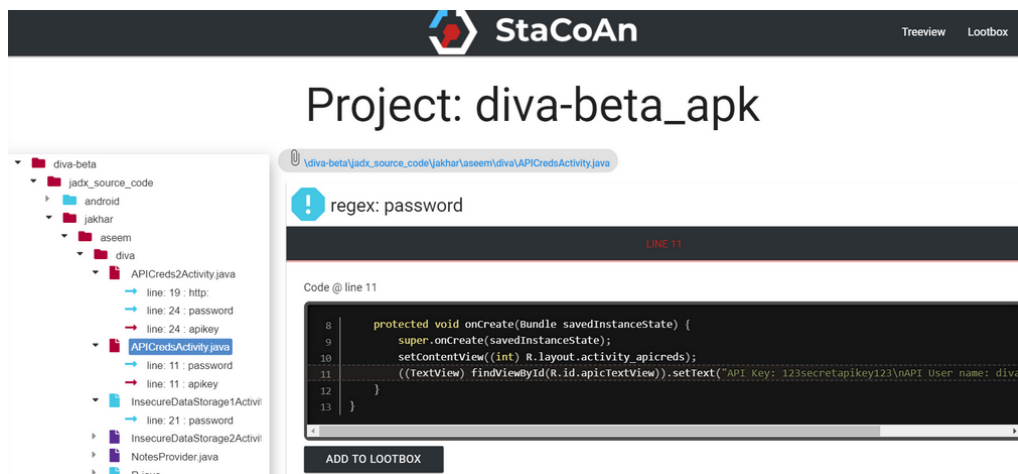 StaCoAn
Treeview Lootbox
Project: diva-beta_apk
diva-beta
jadx_source_code
android
jakhar
aseem
diva
APICreds2Activity.java
line: 19 : http:
line: 24 : password
line: 24 : apikey
APICredsActivity.java
line: 11 : password
line: 11 : apikey
InsecureDataStorage1Activit
line: 21 : password
InsecureDataStorage2Activit
NotesProvider.java
R.java
\diva-beta\jadx_source_code\jakhar\aseem\diva\APICredsActivity.java
regex: password
LINE 11
Code @ line 11
8 protected void onCreate(Bundle savedInstanceState) {
9 super.onCreate(savedInstanceState);
10 setContentView((int) R.layout.activity_apicreds);
11 ((TextView) findViewById(R.id.apicTextView)).setText("API Key: 123secretapikey123\nAPI User name: diva
12 }
13 }
ADD TO LOOTBOX